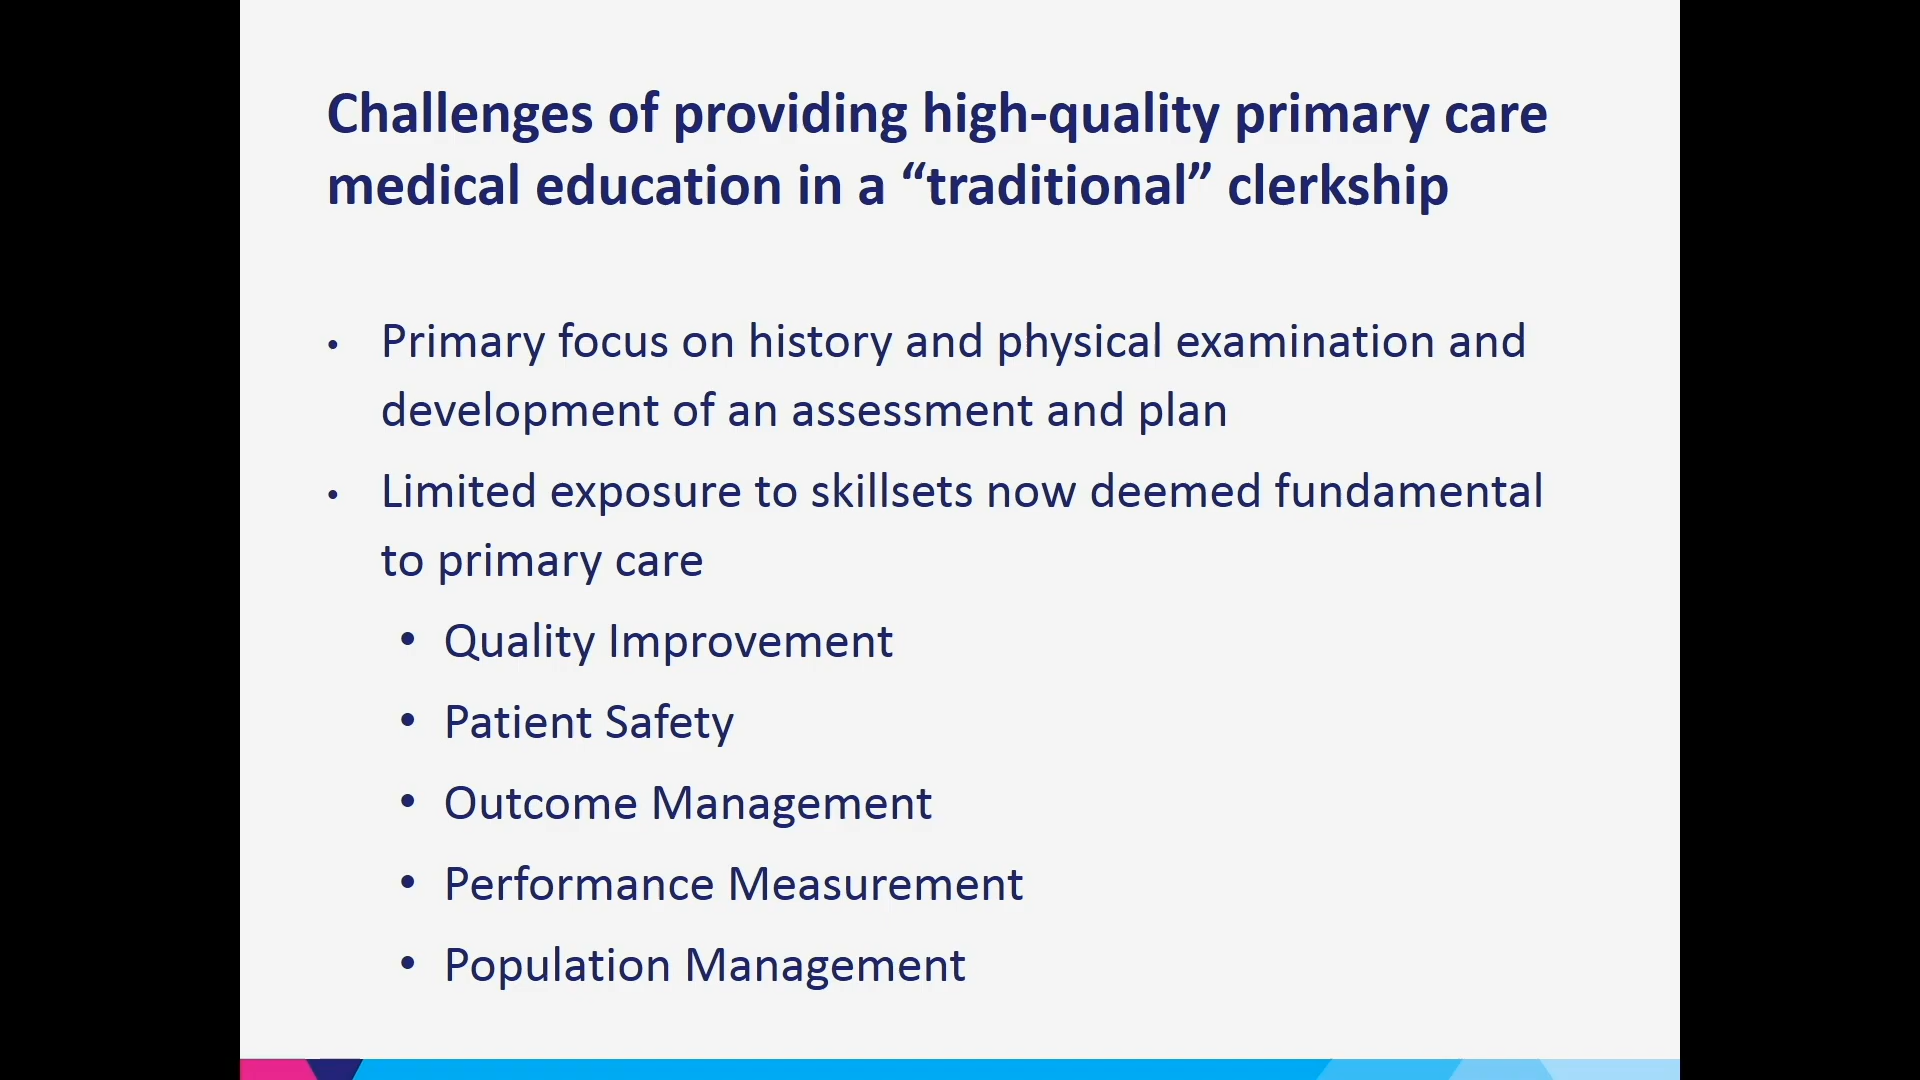 Challenges of providing high-quality primary care
medical education in a “traditional” clerkship
• Primary focus on history and physical examination and
development of an assessment and plan
• Limited exposure to skillsets now deemed fundamental
to primary care
• Quality Improvement
• Patient Safety
• Outcome Management
• Performance Measurement
• Population Management